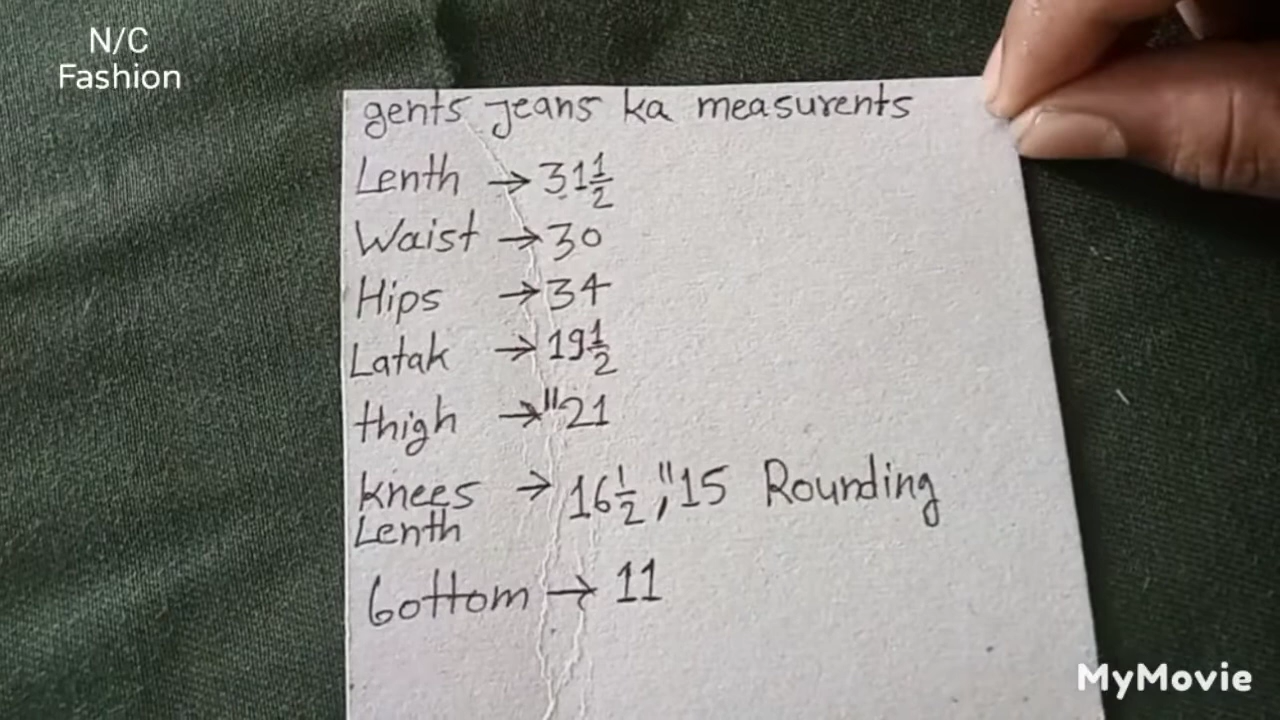 N/C
Fashion
gents jeans ka measurents
Lenth → 31½
Waist → 30
Hips → 34
Latak → 19½
thigh → "21
knees → 16½, "15 Rounding
Lenth
bottom → 11
MyMovie